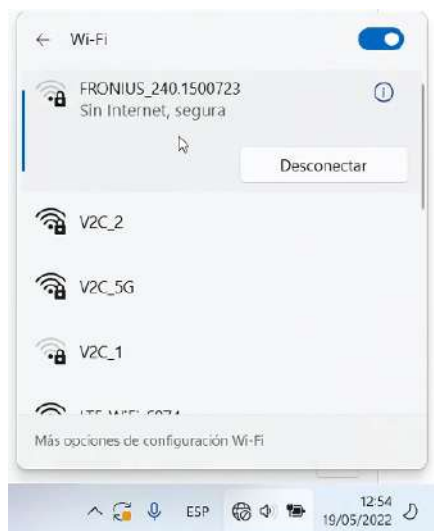 Wi-Fi
FRONIUS_240.1500723
Sin Internet, segura
Desconectar
V2C_2
V2C_5G
V2C_1
Más opciones de configuración Wi-Fi
ESP
12:54
19/05/2022